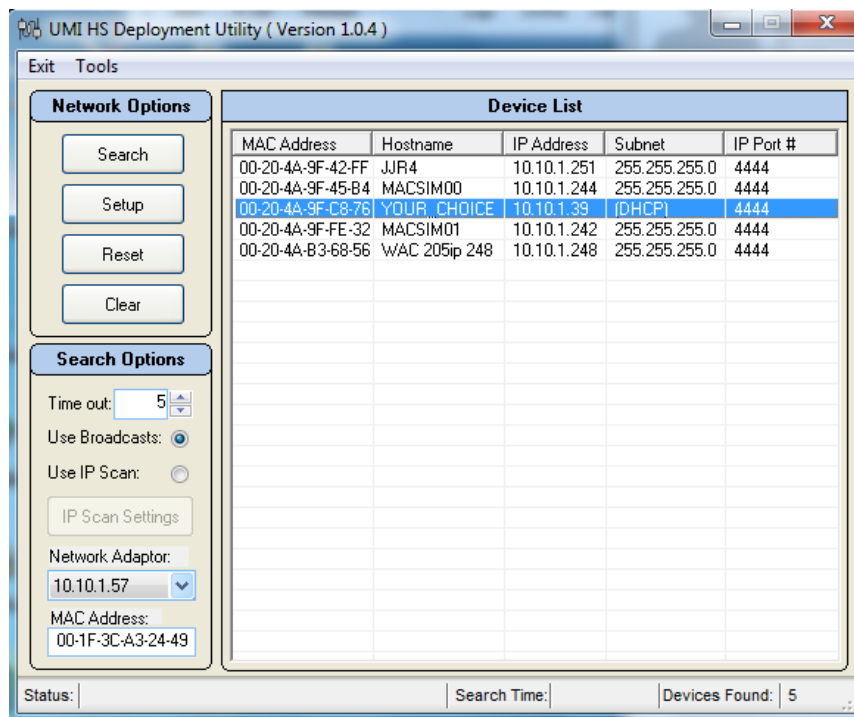 UMI HS Deployment Utility ( Version 1.0.4 )
Exit Tools
Network Options
Search
Setup
Reset
Clear
Search Options
Time out: 5
Use Broadcasts:
Use IP Scan:
IP Scan Settings
Network Adaptor:
10.10.1.57
MAC Address:
00-1F-3C-A3-24-49
Device List
MAC Address Hostname IP Address Subnet IP Port #
00-20-4A-9F-42-FF JJR4 10.10.1.251 255.255.255.0 4444
00-20-4A-9F-45-B4 MACSIM00 10.10.1.244 255.255.255.0 4444
00-20-4A-9F-C8-76 YOUR_CHOICE 10.10.1.39 (DHCP) 4444
00-20-4A-9F-FE-32 MACSIM01 10.10.1.242 255.255.255.0 4444
00-20-4A-B3-68-56 WAC 205ip 248 10.10.1.248 255.255.255.0 4444
Status: Search Time: Devices Found: 5